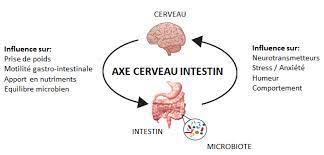 CERVEAU
Influence sur:
Prise de poids
Motilité gastro-intestinale
Apport en nutriments
Equilibre microbien
AXE CERVEAU INTESTIN
Influence sur:
Neurotransmetteurs
Stress / Anxiété
Humeur
Comportement
INTESTIN
MICROBIOTE